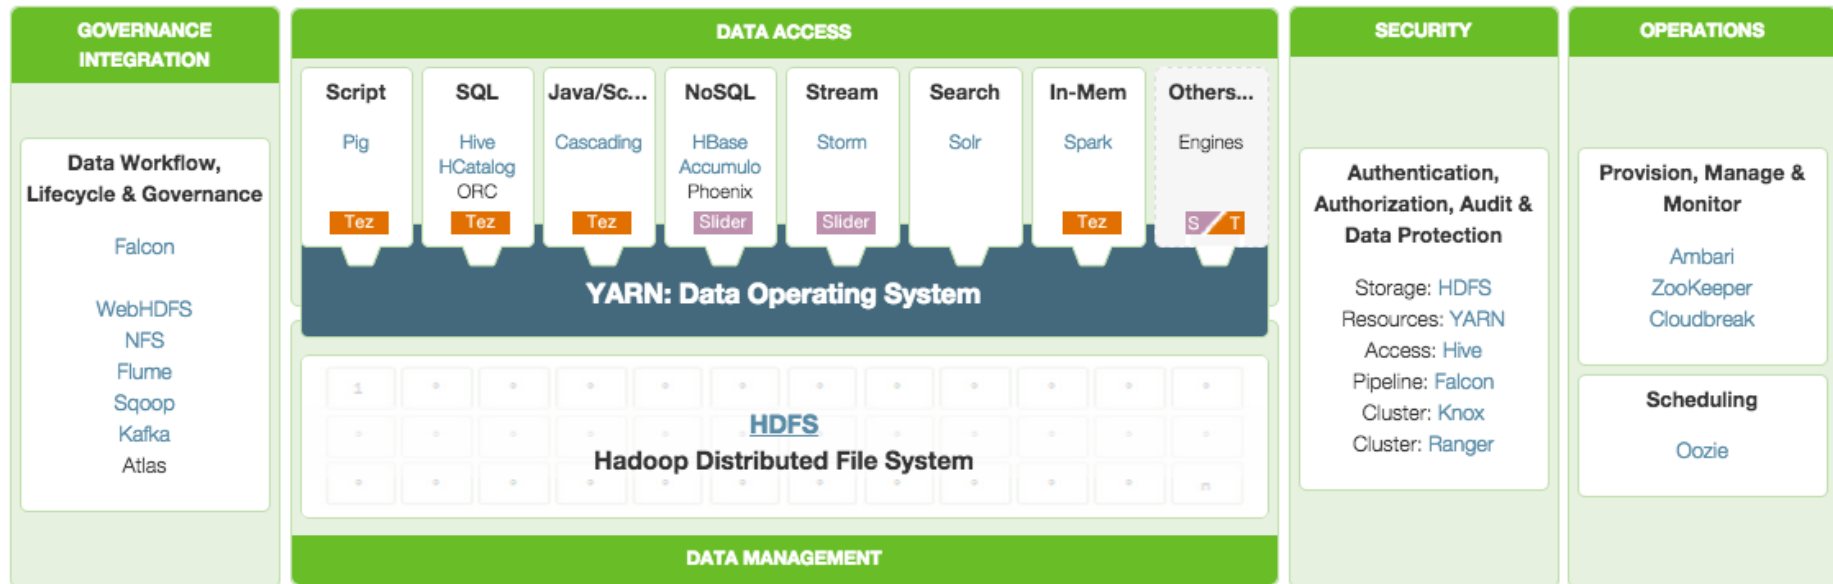 GOVERNANCE
INTEGRATION
Data Workflow,
Lifecycle & Governance
Falcon
WebHDFS
NFS
Flume
Sqoop
Kafka
Atlas
DATA ACCESS
Script
Pig
Tez
SQL
Hive
HCatalog
ORC
Tez
Java/Sc...
Cascading
Tez
NoSQL
HBase
Accumulo
Phoenix
Slider
Stream
Storm
Slider
Search
Solr
In-Mem
Spark
Tez
Others...
Engines
S / T
YARN: Data Operating System
1
HDFS
Hadoop Distributed File System
n
DATA MANAGEMENT
SECURITY
Authentication,
Authorization, Audit &
Data Protection
Storage: HDFS
Resources: YARN
Access: Hive
Pipeline: Falcon
Cluster: Knox
Cluster: Ranger
OPERATIONS
Provision, Manage &
Monitor
Ambari
ZooKeeper
Cloudbreak
Scheduling
Oozie